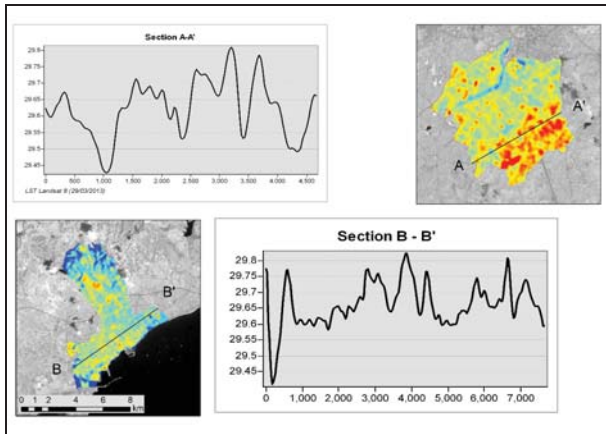 Section A-A'
29.8
29.75
29.7
29.65
29.6
29.55
29.5
29.45
0 500 1,000 1,500 2,000 2,500 3,000 3,500 4,000 4,500
LST Landsat 8 (29/03/2013)
A'
A
Section B - B'
29.8
29.75
29.7
29.65
29.6
29.55
29.5
29.45
0 1,000 2,000 3,000 4,000 5,000 6,000 7,000
B'
B
0 1 2 4 6 8
km